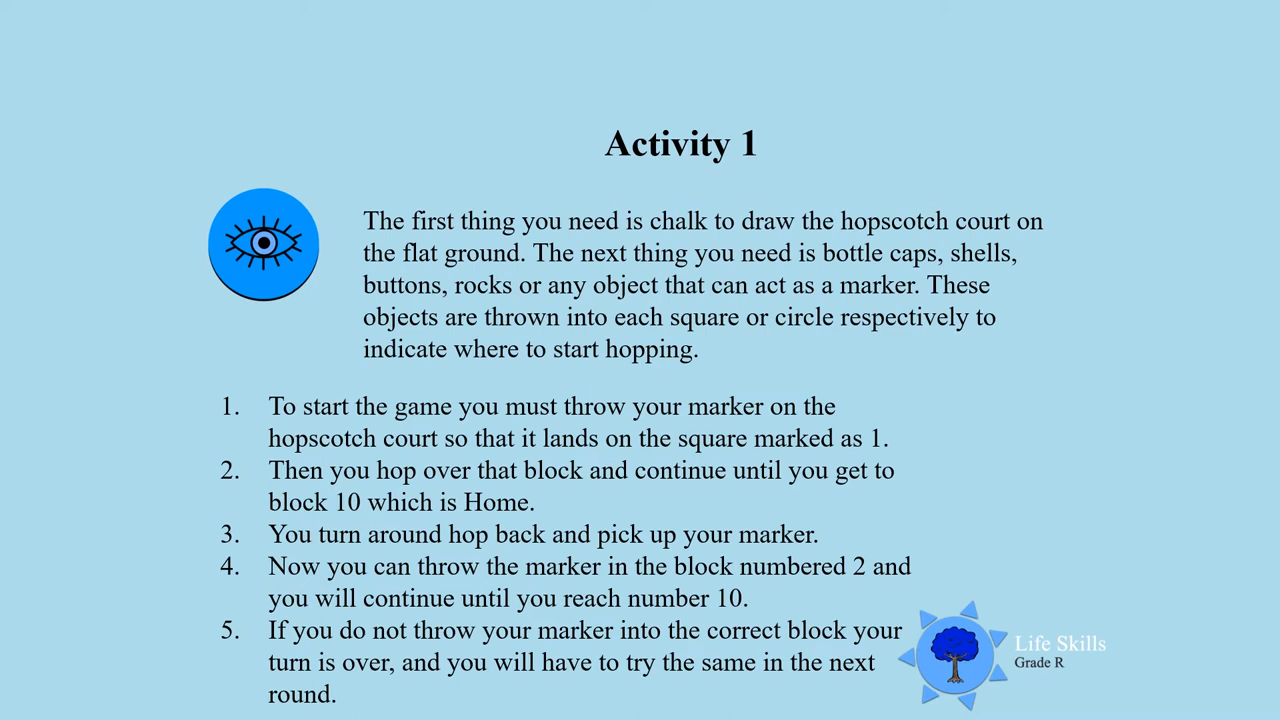 Activity 1
The first thing you need is chalk to draw the hopscotch court on
the flat ground. The next thing you need is bottle caps, shells,
buttons, rocks or any object that can act as a marker. These
objects are thrown into each square or circle respectively to
indicate where to start hopping.
1. To start the game you must throw your marker on the
hopscotch court so that it lands on the square marked as 1.
2. Then you hop over that block and continue until you get to
block 10 which is Home.
3. You turn around hop back and pick up your marker.
4. Now you can throw the marker in the block numbered 2 and
you will continue until you reach number 10.
5. If you do not throw your marker into the correct block your
turn is over, and you will have to try the same in the next
round.
Life Skills
Grade R